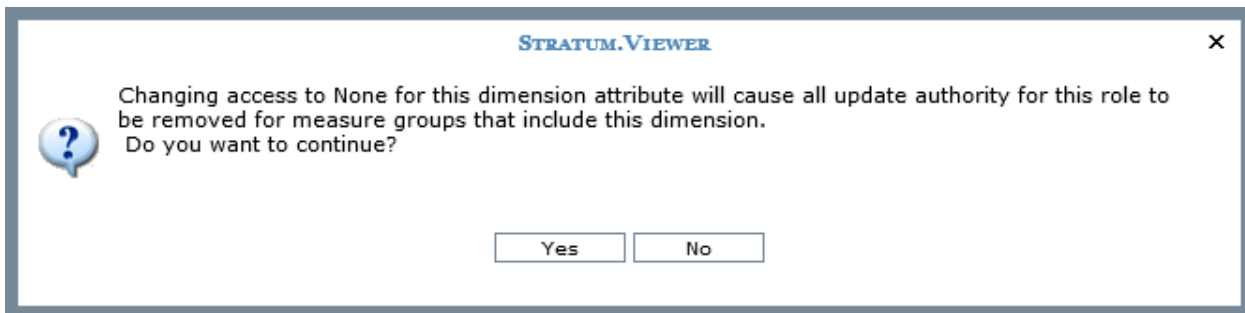 STRATUM.VIEWER
Changing access to None for this dimension attribute will cause all update authority for this role to
be removed for measure groups that include this dimension.
Do you want to continue?
Yes No